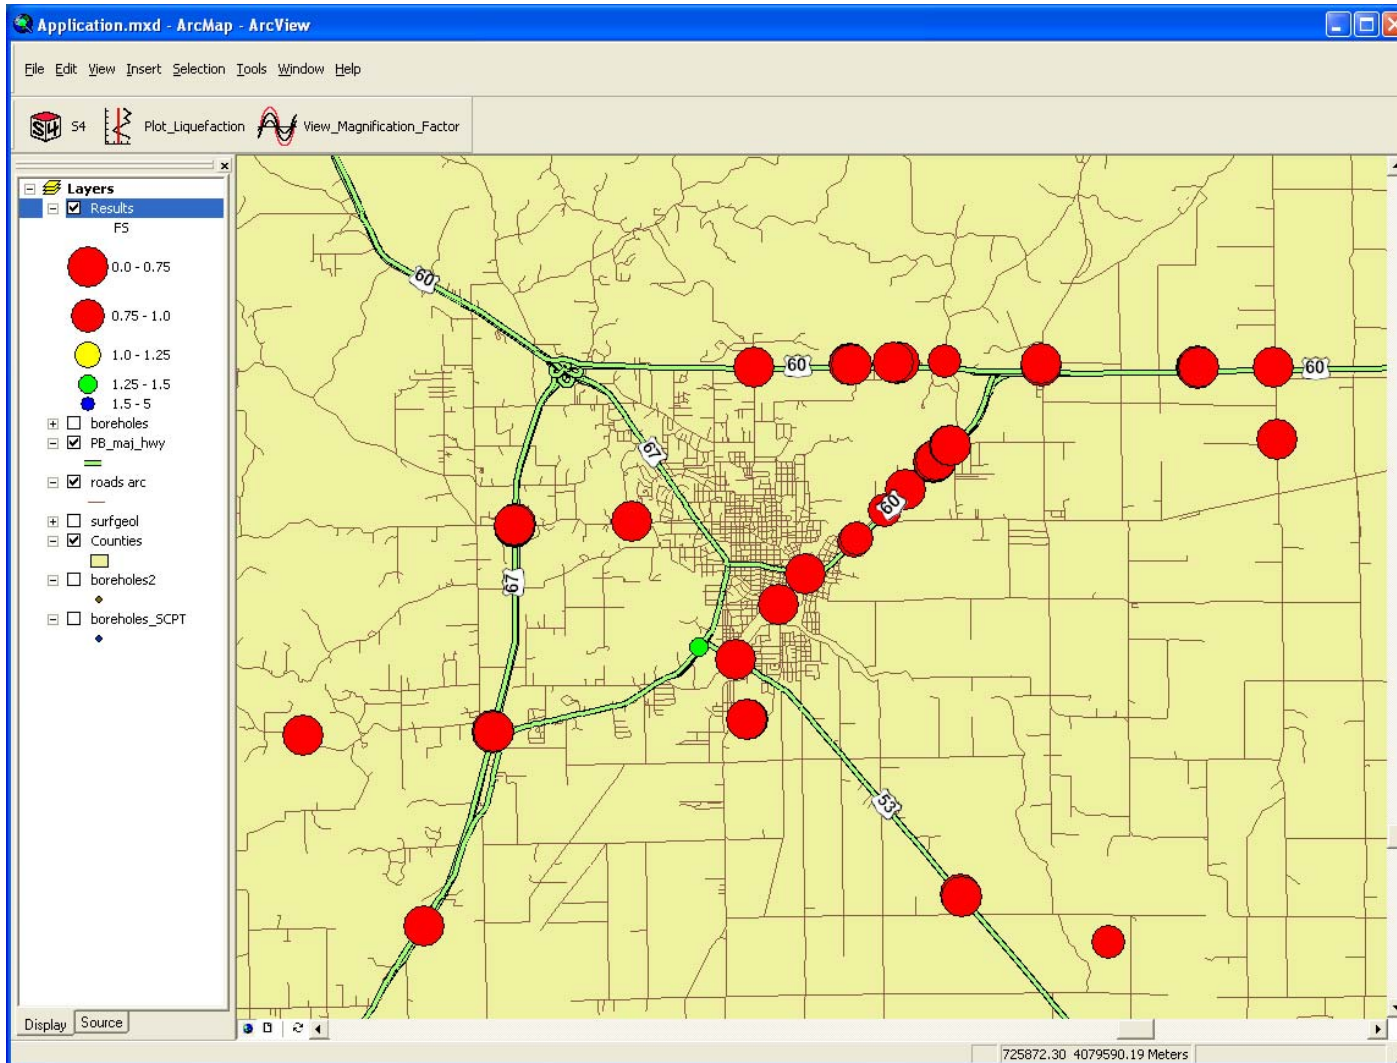 Application.mxd - ArcMap - ArcView
File Edit View Insert Selection Tools Window Help
S4 S4 Plot_Liquefaction View_Magnification_Factor
Layers
Results
FS
0.0 - 0.75
0.75 - 1.0
1.0 - 1.25
1.25 - 1.5
1.5 - 5
boreholes
PB_maj_hwy
roads arc
surfgeol
Counties
boreholes2
boreholes_SCPT
Display Source
60
60
60
67
60
67
53
725872.30 4079590.19 Meters